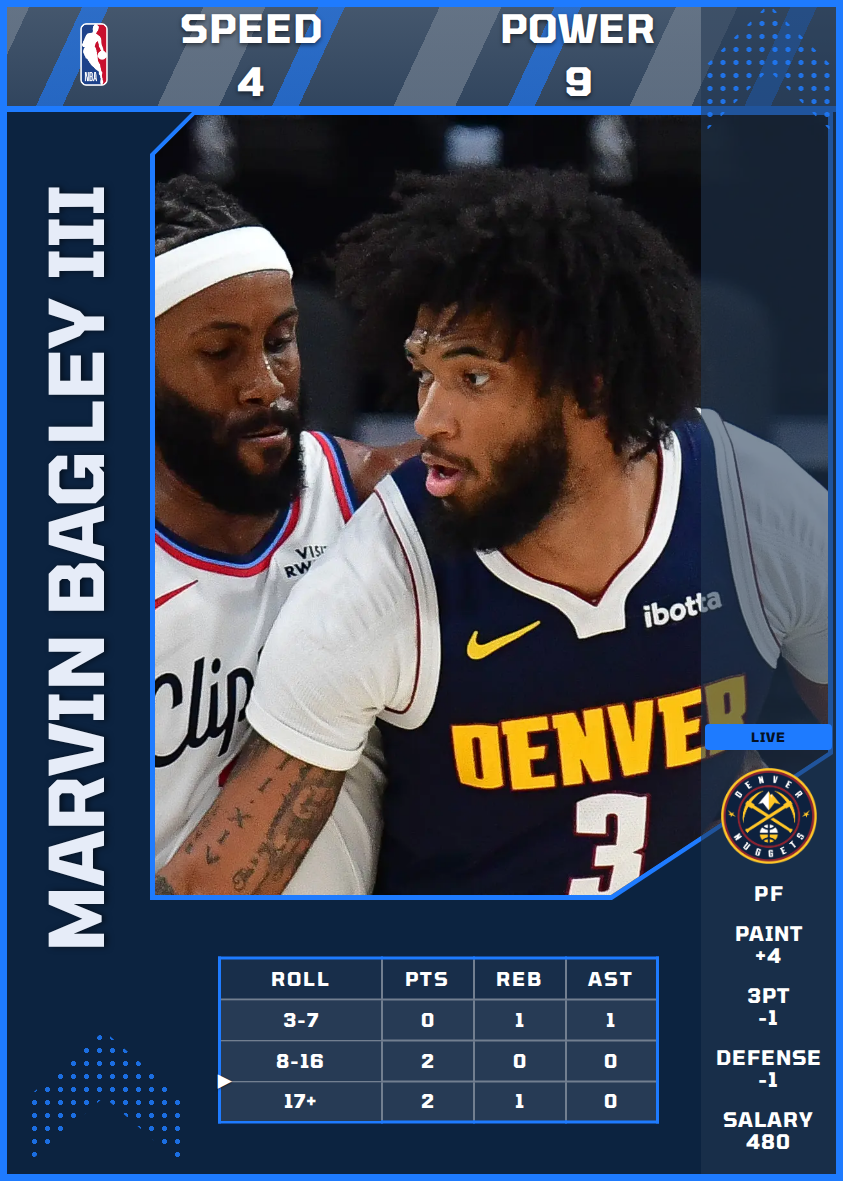 SPEED
4
POWER
9
NBA
MARVIN BAGLEY III
Clip
ibotta
DENVER
3
LIVE
DENVER
NUGGETS
PF
PAINT
+4
3PT
-1
DEFENSE
-1
SALARY
480
ROLL PTS REB AST
3-7 0 1 1
8-16 2 0 0
17+ 2 1 0